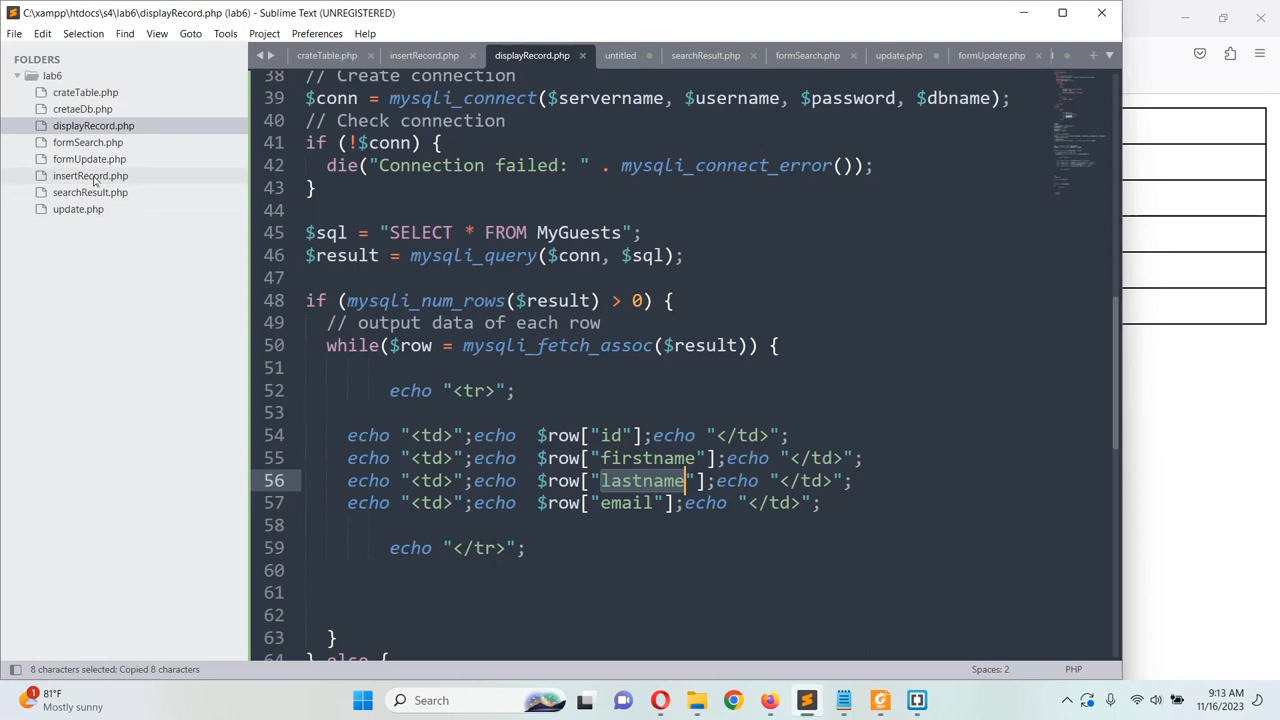 C:\xampp\htdocs\s4\lab6\displayRecord.php (lab6) - Sublime Text (UNREGISTERED)
File Edit Selection Find View Goto Tools Project Preferences Help
FOLDERS
lab6
crateTable.php
cretaeDb.php
displayRecord.php
formSearch.php
formUpdate.php
insertRecord.php
searchResult.php
update.php
crateTable.php insertRecord.php displayRecord.php untitled searchResult.php formSearch.php update.php formUpdate.php
38 // Create connection
39 $conn = mysqli_connect($servername, $username, $password, $dbname);
40 // Check connection
41 if (!$conn) {
42 die("Connection failed: " . mysqli_connect_error());
43 }
44
45 $sql = "SELECT * FROM MyGuests";
46 $result = mysqli_query($conn, $sql);
47
48 if (mysqli_num_rows($result) > 0) {
49 // output data of each row
50 while($row = mysqli_fetch_assoc($result)) {
51
52 echo "<tr>";
53
54 echo "<td>";echo $row["id"];echo "</td>";
55 echo "<td>";echo $row["firstname"];echo "</td>";
56 echo "<td>";echo $row["lastname"];echo "</td>";
57 echo "<td>";echo $row["email"];echo "</td>";
58
59 echo "</tr>";
60
61
62
63 }
64 } else {
8 characters selected: Copied 8 characters
Spaces: 2 PHP
1
81°F
Mostly sunny
Search
9:13 AM
11/16/2023